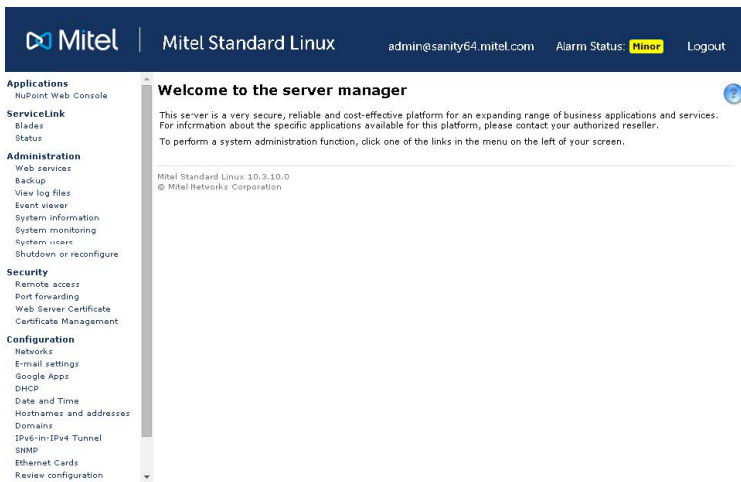 Mitel
Mitel Standard Linux
admin@sanity64.mitel.com
Alarm Status: Minor
Logout
Applications
NuPoint Web Console
ServiceLink
Blades
Status
Administration
Web services
Backup
View log files
Event viewer
System information
System monitoring
System users
Shutdown or reconfigure
Security
Remote access
Port forwarding
Web Server Certificate
Certificate Management
Configuration
Networks
E-mail settings
Google Apps
DHCP
Date and Time
Hostnames and addresses
Domains
IPv6-in-IPv4 Tunnel
SNMP
Ethernet Cards
Review configuration
Welcome to the server manager
?
This server is a very secure, reliable and cost-effective platform for an expanding range of business applications and services.
For information about the specific applications available for this platform, please contact your authorized reseller.
To perform a system administration function, click one of the links in the menu on the left of your screen.
Mitel Standard Linux 10.3.10.0
© Mitel Networks Corporation